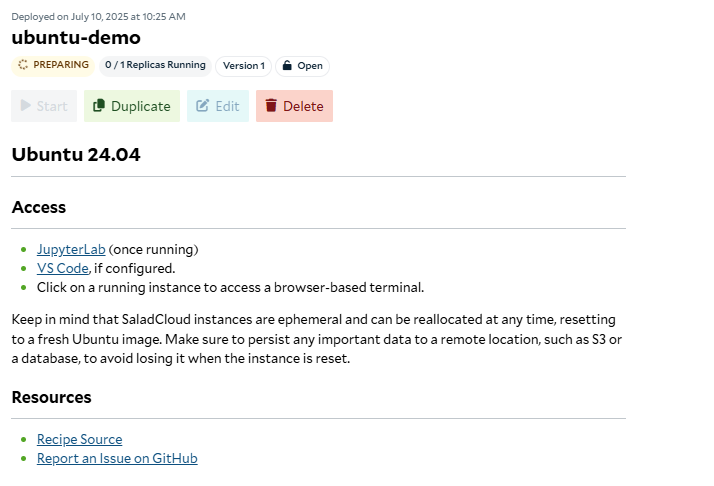 Deployed on July 10, 2025 at 10:25 AM
ubuntu-demo
PREPARING 0 / 1 Replicas Running Version 1 Open
Start Duplicate Edit Delete
Ubuntu 24.04
Access
JupyterLab (once running)
VS Code, if configured.
Click on a running instance to access a browser-based terminal.
Keep in mind that SaladCloud instances are ephemeral and can be reallocated at any time, resetting
to a fresh Ubuntu image. Make sure to persist any important data to a remote location, such as S3 or
a database, to avoid losing it when the instance is reset.
Resources
Recipe Source
Report an Issue on GitHub